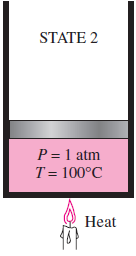 STATE 2
P = 1 atm
T = 100°C
Heat